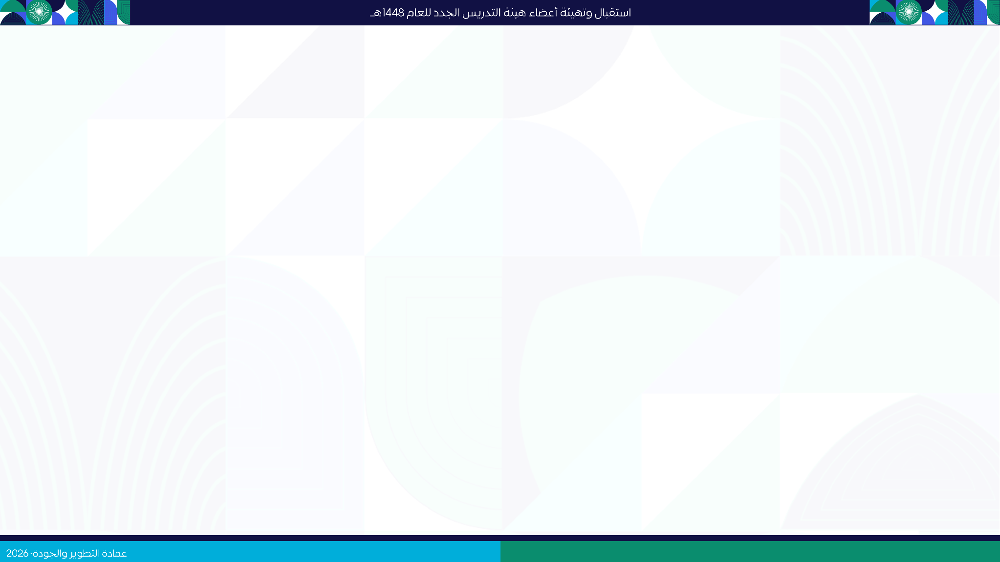 استقبال وتهيئة أعضاء هيئة التدريس الجدد للعام 1448هـ
عمادة التطوير والجودة- 2026